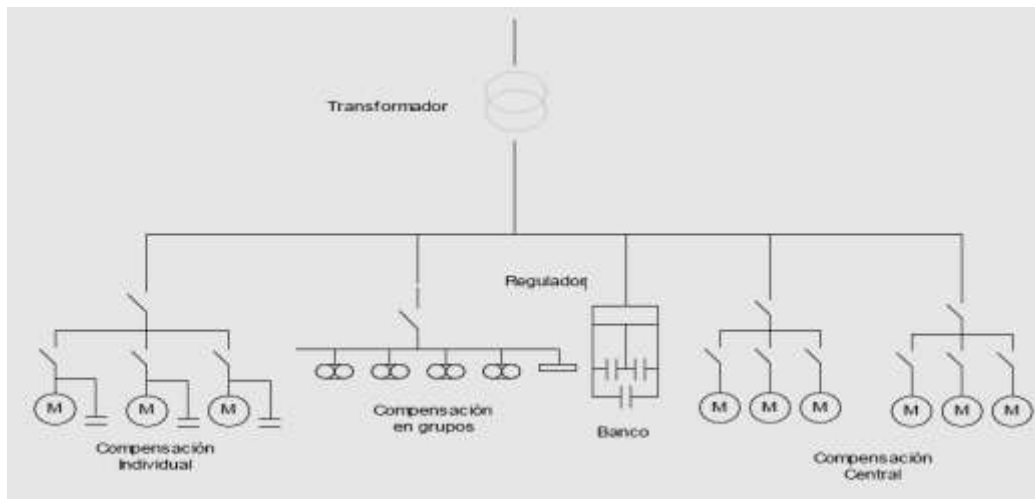 Transformador
Regulador
Compensación
en grupos
Banco
M
M
M
M
M
M
M
M
M
Compensación
Individual
Compensación
Central